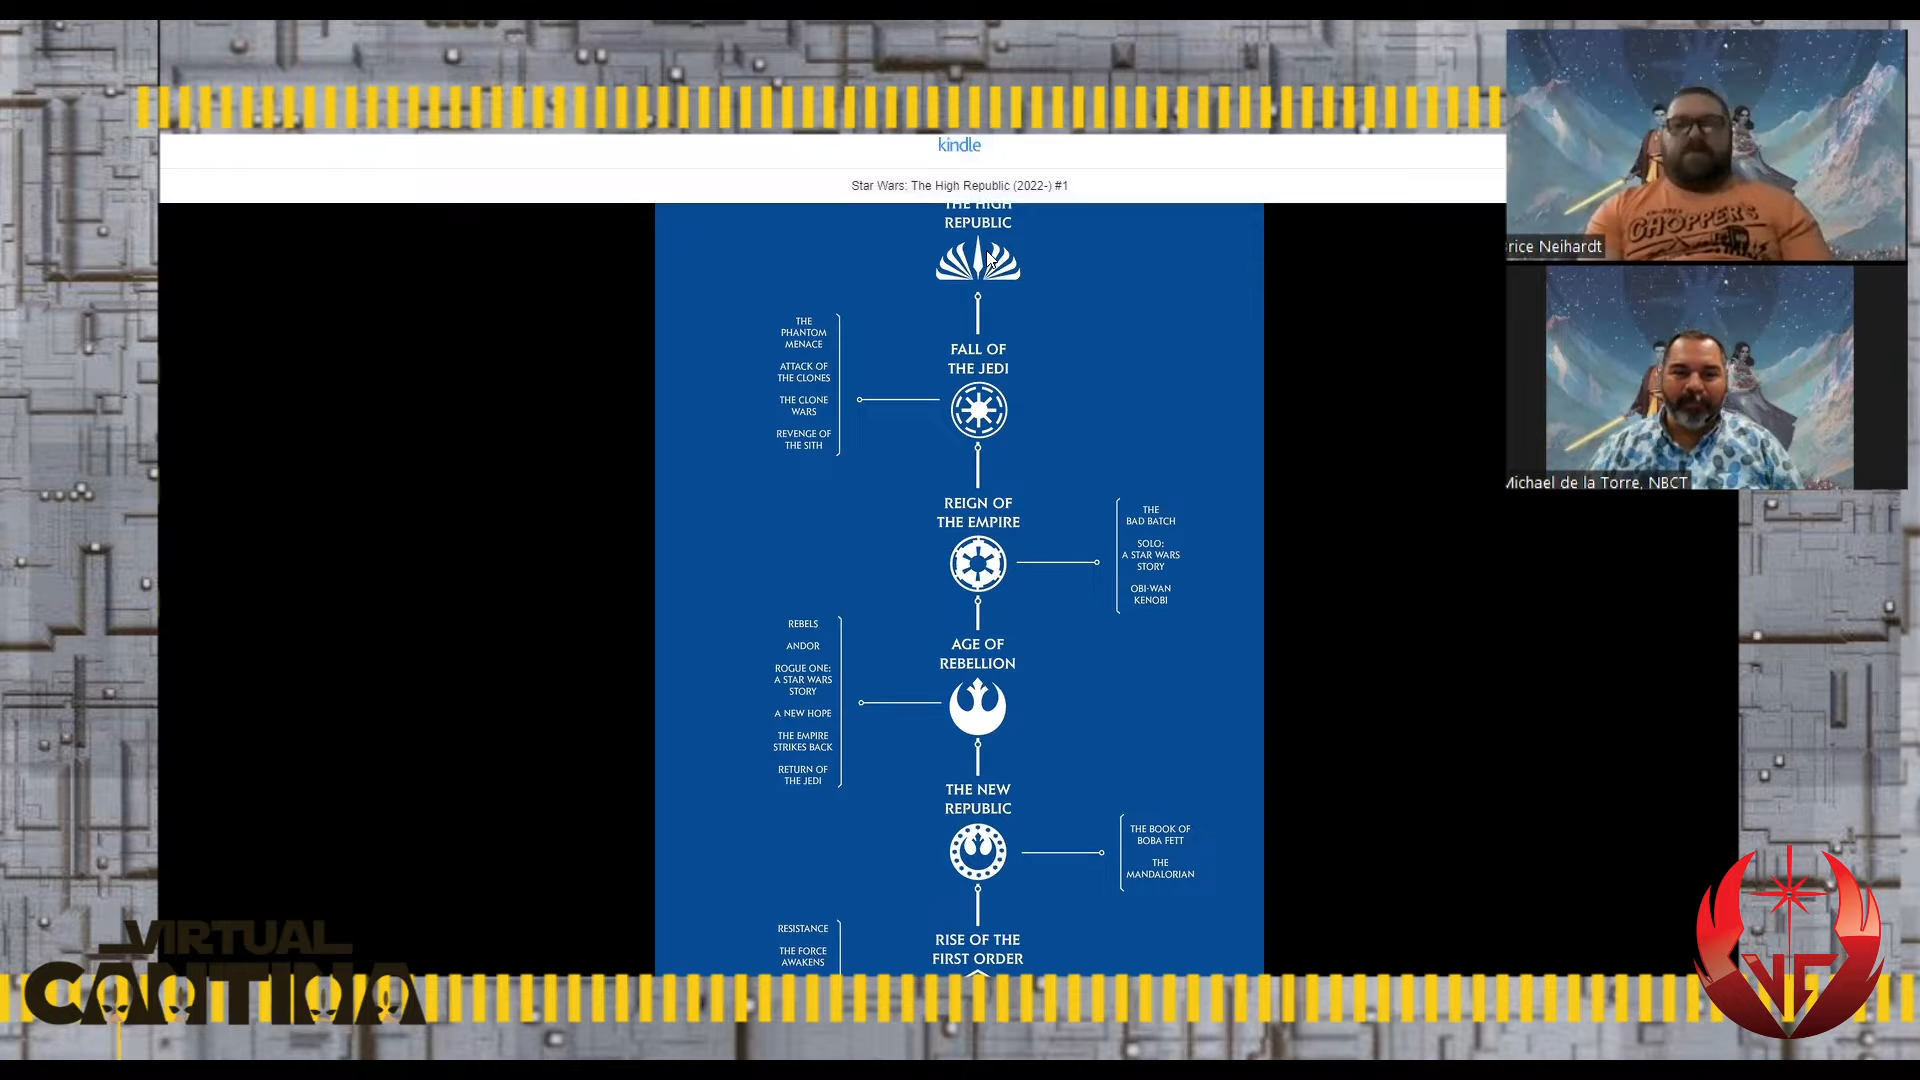 kindle
Star Wars: The High Republic (2022-) #1
THE HIGH
REPUBLIC
THE
PHANTOM
MENACE
ATTACK OF
THE CLONES
THE CLONE
WARS
REVENGE OF
THE SITH
FALL OF
THE JEDI
REIGN OF
THE EMPIRE
THE
BAD BATCH
SOLO:
A STAR WARS
STORY
OBI-WAN
KENOBI
REBELS
ANDOR
ROGUE ONE:
A STAR WARS
STORY
A NEW HOPE
THE EMPIRE
STRIKES BACK
RETURN OF
THE JEDI
AGE OF
REBELLION
THE NEW
REPUBLIC
THE BOOK OF
BOBA FETT
THE
MANDALORIAN
RESISTANCE
THE FORCE
AWAKENS
RISE OF THE
FIRST ORDER
CHOPPER'S
rice Neihardt
Michael de la Torre, NBCT
VIRTUAL
CANTINA